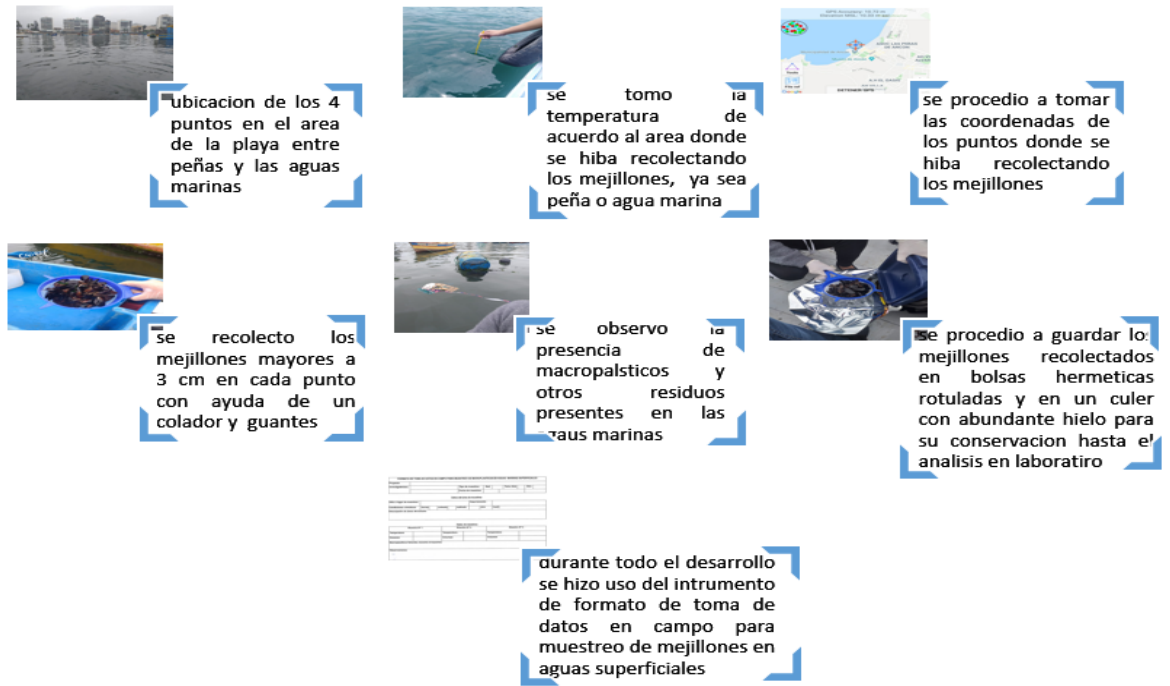 ubicacion de los 4
puntos en el area
de la playa entre
peñas y las aguas
marinas
se tomo la
temperatura de
acuerdo al area donde
se hiba recolectando
los mejillones, ya sea
peña o agua marina
se procedio a tomar
las coordenadas de
los puntos donde se
hiba recolectando
los mejillones
se recolecto los
mejillones mayores a
3 cm en cada punto
con ayuda de un
colador y guantes
se observo la
presencia de
macropalsticos y
otros residuos
presentes en las
agaus marinas
se procedio a guardar los
mejillones recolectados
en bolsas hermeticas
rotuladas y en un culer
con abundante hielo para
su conservacion hasta el
analisis en laboratiro
durante todo el desarrollo
se hizo uso del intrumento
de formato de toma de
datos en campo para
muestreo de mejillones en
aguas superficiales